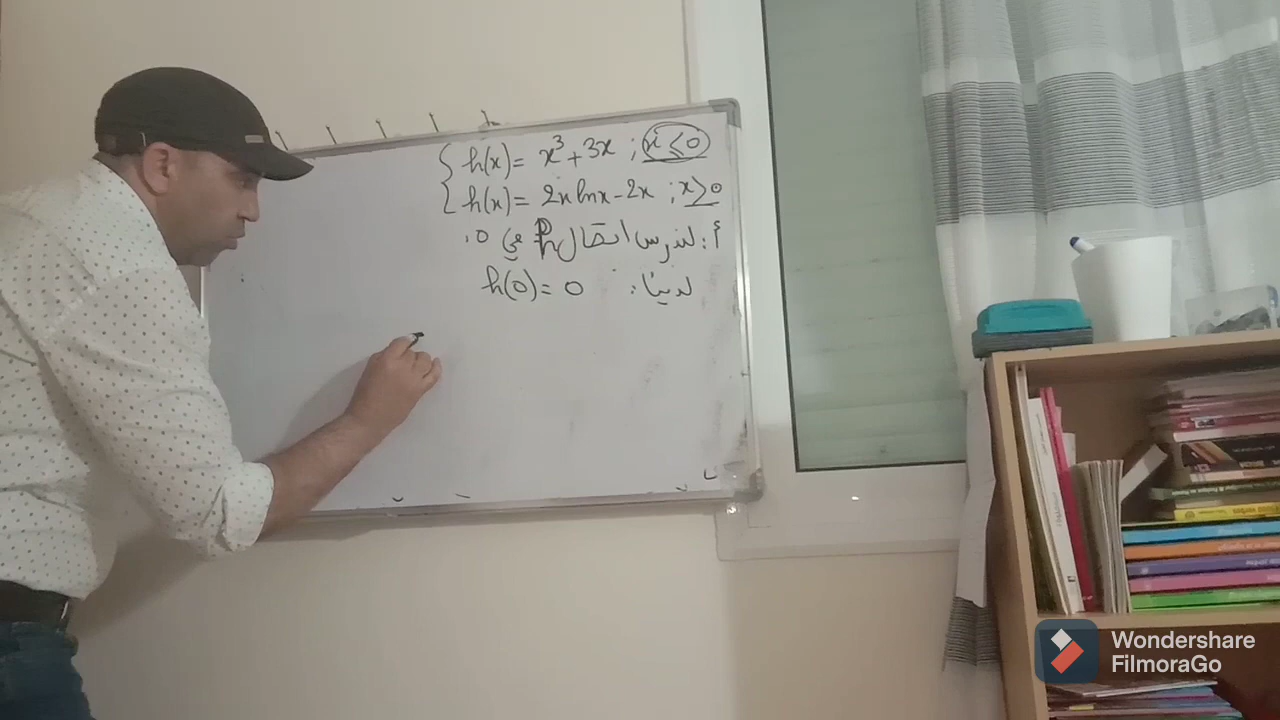 h(x) = x³ + 3x ; x ≤ 0
h(x) = 2x ln x - 2x ; x > 0
أ: لندرس اتصال h في 0.
لدينا: h(0) = 0
Wondershare
FilmoraGo